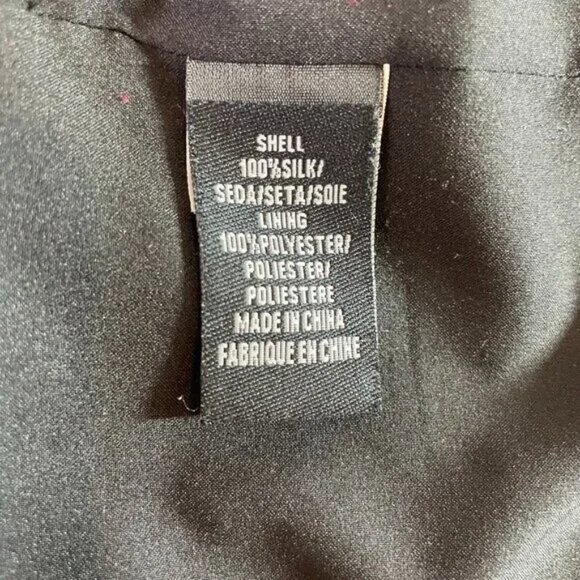 SHELL
100%SILK/
SEDA/SETA/SOIE
LINING
100%POLYESTER/
POLIESTER/
POLIESTERE
MADE IN CHINA
FABRIQUE EN CHINE